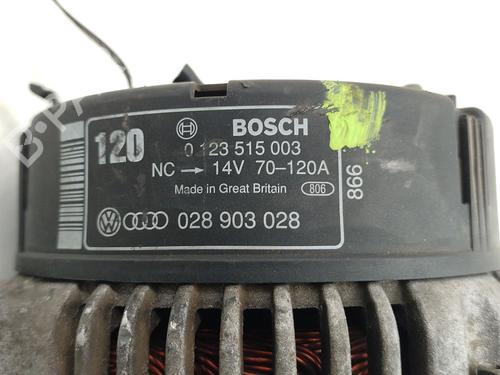 120
BOSCH
0 123 515 003
NC → 14V 70-120A
Made in Great Britain 806
028 903 028
866